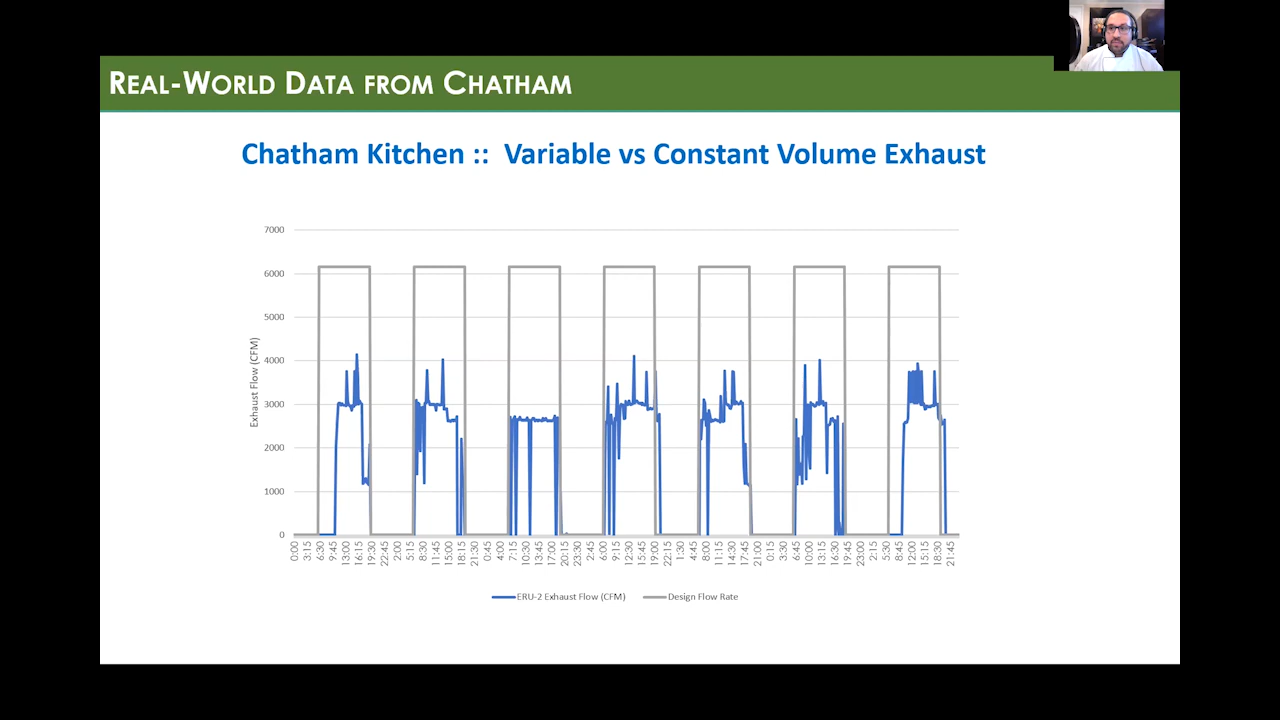 REAL-WORLD DATA FROM CHATHAM
Chatham Kitchen :: Variable vs Constant Volume Exhaust
7000
6000
5000
4000
3000
2000
1000
0
Exhaust Flow (CFM)
0:00 3:15 6:30 9:45 13:00 16:15 19:30 22:45 2:00 5:15 8:30 11:45 15:00 18:15 21:30 0:45 4:00 7:15 10:30 13:45 17:00 20:15 23:30 2:45 6:00 9:15 12:30 15:45 19:00 22:15 1:30 4:45 8:00 11:15 14:30 17:45 21:00 0:15 3:30 6:45 10:00 13:15 16:30 19:45 23:00 2:15 5:30 8:45 12:00 15:15 18:30 21:45
ERU-2 Exhaust Flow (CFM) Design Flow Rate